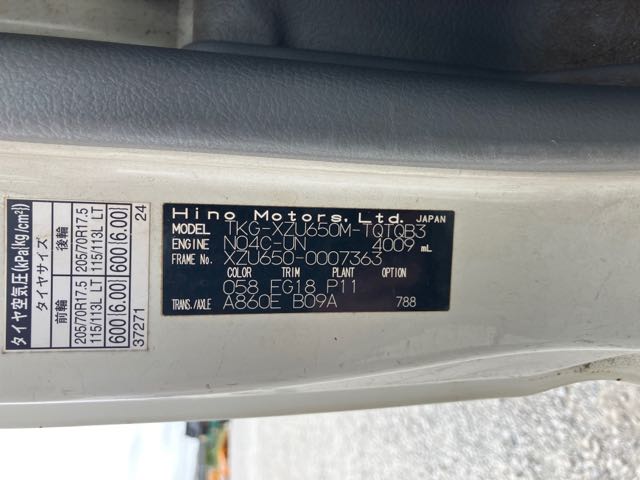 Hino Motors, Ltd. JAPAN
MODEL TKG-XZU650M-TQTQB3
ENGINE N04C-UN 4009 mL
FRAME No. XZU650-0007363
COLOR TRIM PLANT OPTION
058 FG18 P11
TRANS./AXLE A860E B09A 788
タイヤ空気圧(kPa[kg/cm²])
タイヤサイズ
前輪 後輪
205/70R17.5 205/70R17.5
115/113L LT 115/113L LT
600 [6.00] 600 [6.00]
37271 24